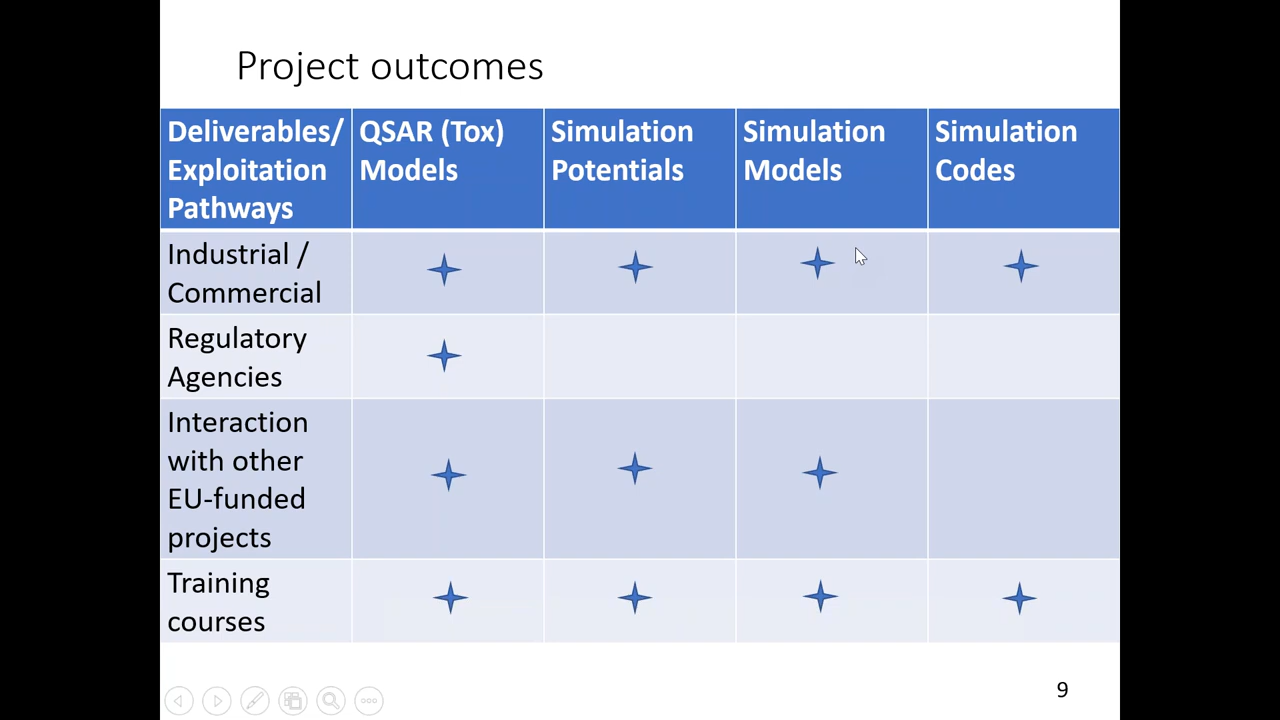 Project outcomes
Deliverables/
Exploitation
Pathways
QSAR (Tox)
Models
Simulation
Potentials
Simulation
Models
Simulation
Codes
Industrial /
Commercial
Regulatory
Agencies
Interaction
with other
EU-funded
projects
Training
courses
9